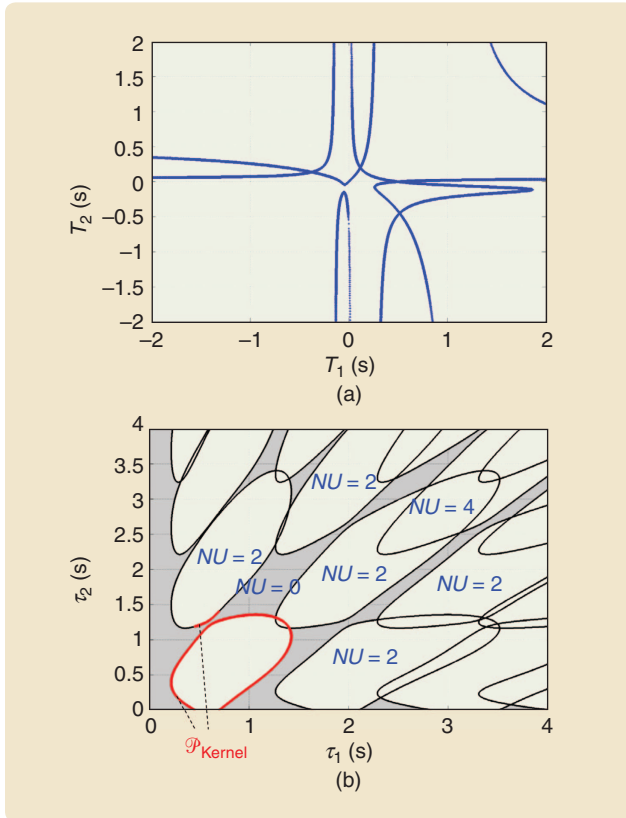 2
1.5
1
0.5
0
−0.5
−1
−1.5
−2
T2 (s)
−2 −1 0 1 2
T1 (s)
(a)
4
3.5
3
2.5
2
1.5
1
0.5
0
τ2 (s)
NU = 2
NU = 4
NU = 2
NU = 0
NU = 2
NU = 2
NU = 2
0 1 2 3 4
𝒫Kernel
τ1 (s)
(b)